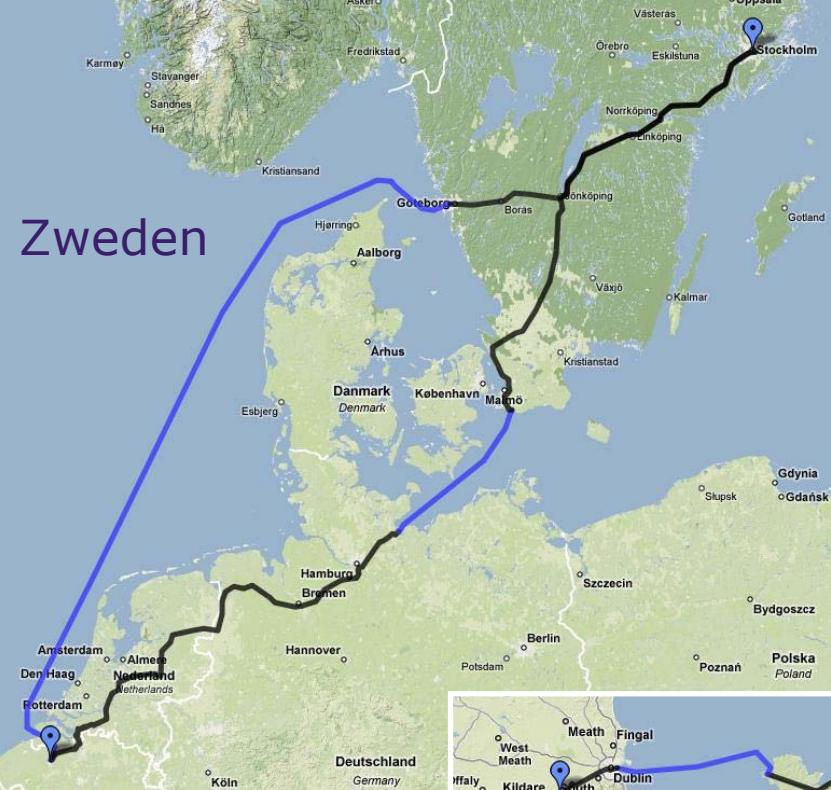 Uppsala
Asker
Västerås
Örebro
Eskilstuna
Stockholm
Karmøy
Fredrikstad
Stavanger
Sandnes
Hå
Norrköping
Linköping
Kristiansand
Göteborg
Borås
Jönköping
Gotland
Zweden
Hjørring
Aalborg
Växjö
Kalmar
Århus
Kristianstad
Danmark
Denmark
København
Malmö
Esbjerg
Gdynia
Słupsk
Gdańsk
Hamburg
Bremen
Szczecin
Bydgoszcz
Amsterdam
Almere
Hannover
Berlin
Potsdam
Den Haag
Nederland
Netherlands
Poznań
Polska
Poland
Rotterdam
Meath
Fingal
West
Meath
Deutschland
Germany
Köln
Offaly
Kildare
South
Dublin